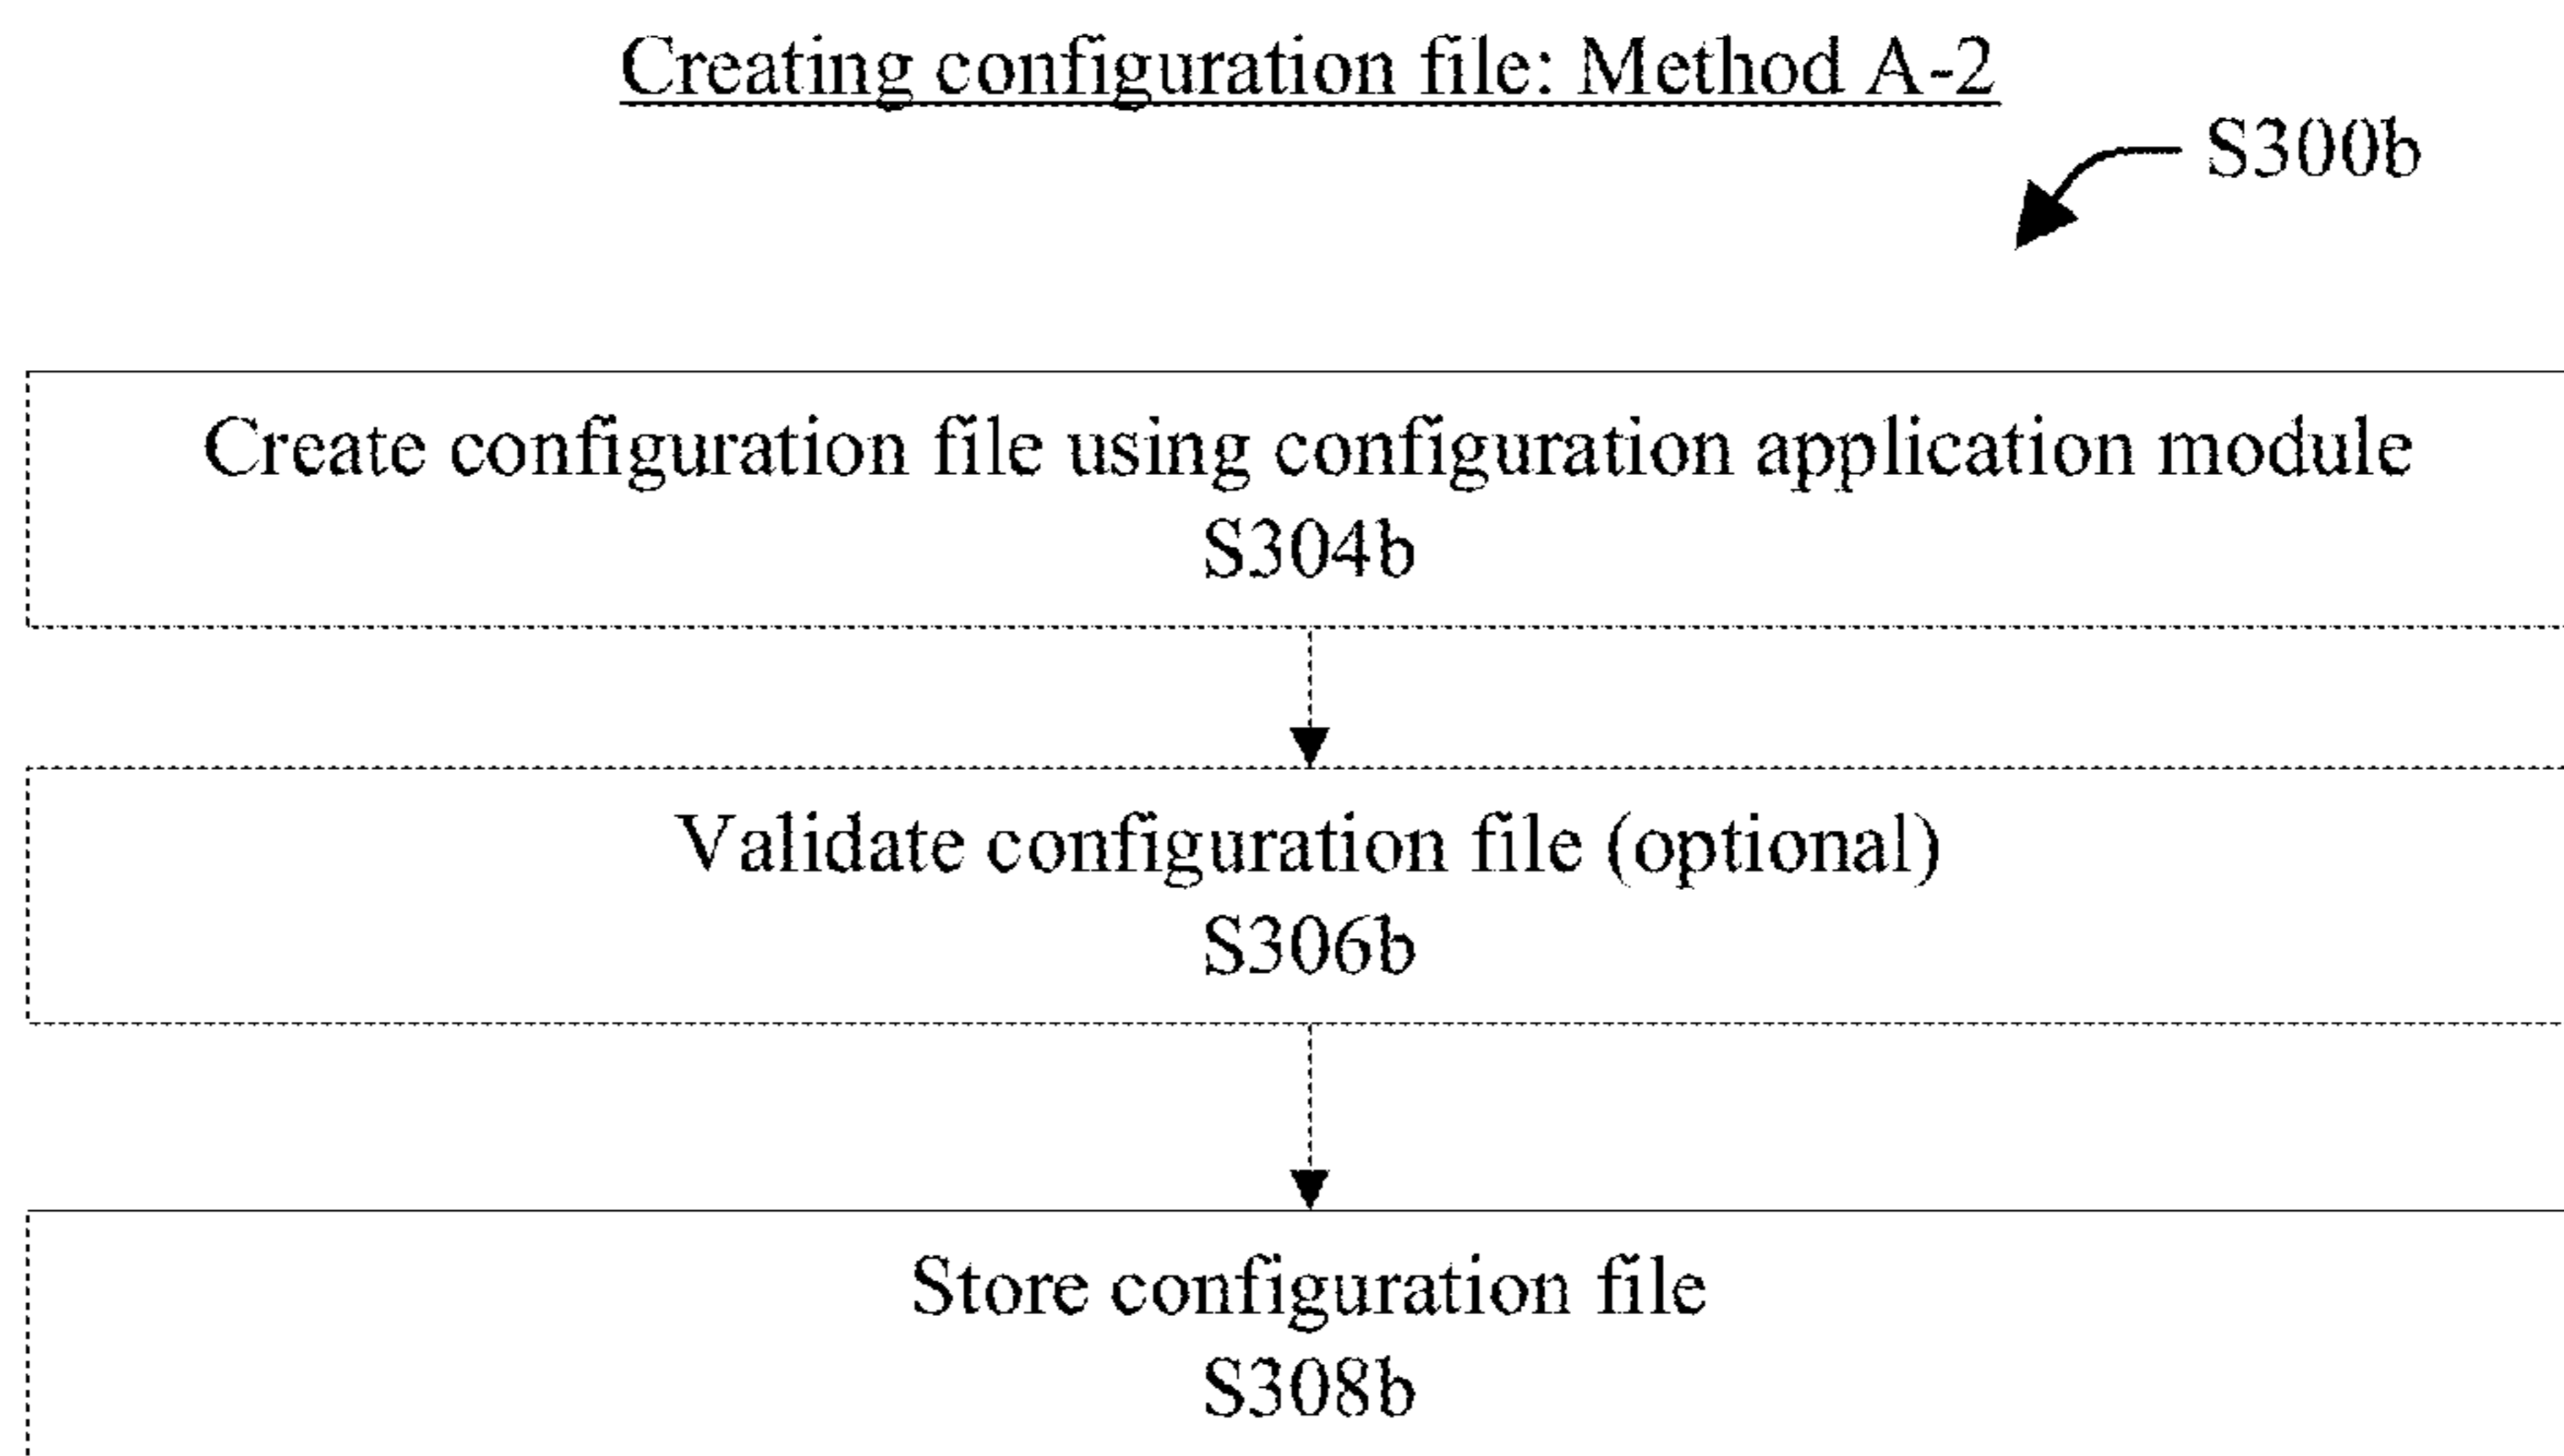 Creating configuration file: Method A-2
S300b
Create configuration file using configuration application module
S304b
Validate configuration file (optional)
S306b
Store configuration file
S308b